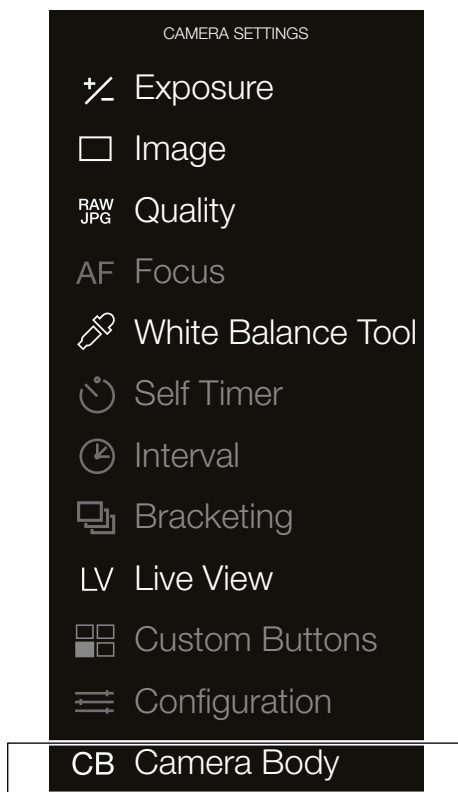 CAMERA SETTINGS
Exposure
Image
RAW
JPG Quality
AF Focus
White Balance Tool
Self Timer
Interval
Bracketing
LV Live View
Custom Buttons
Configuration
CB Camera Body